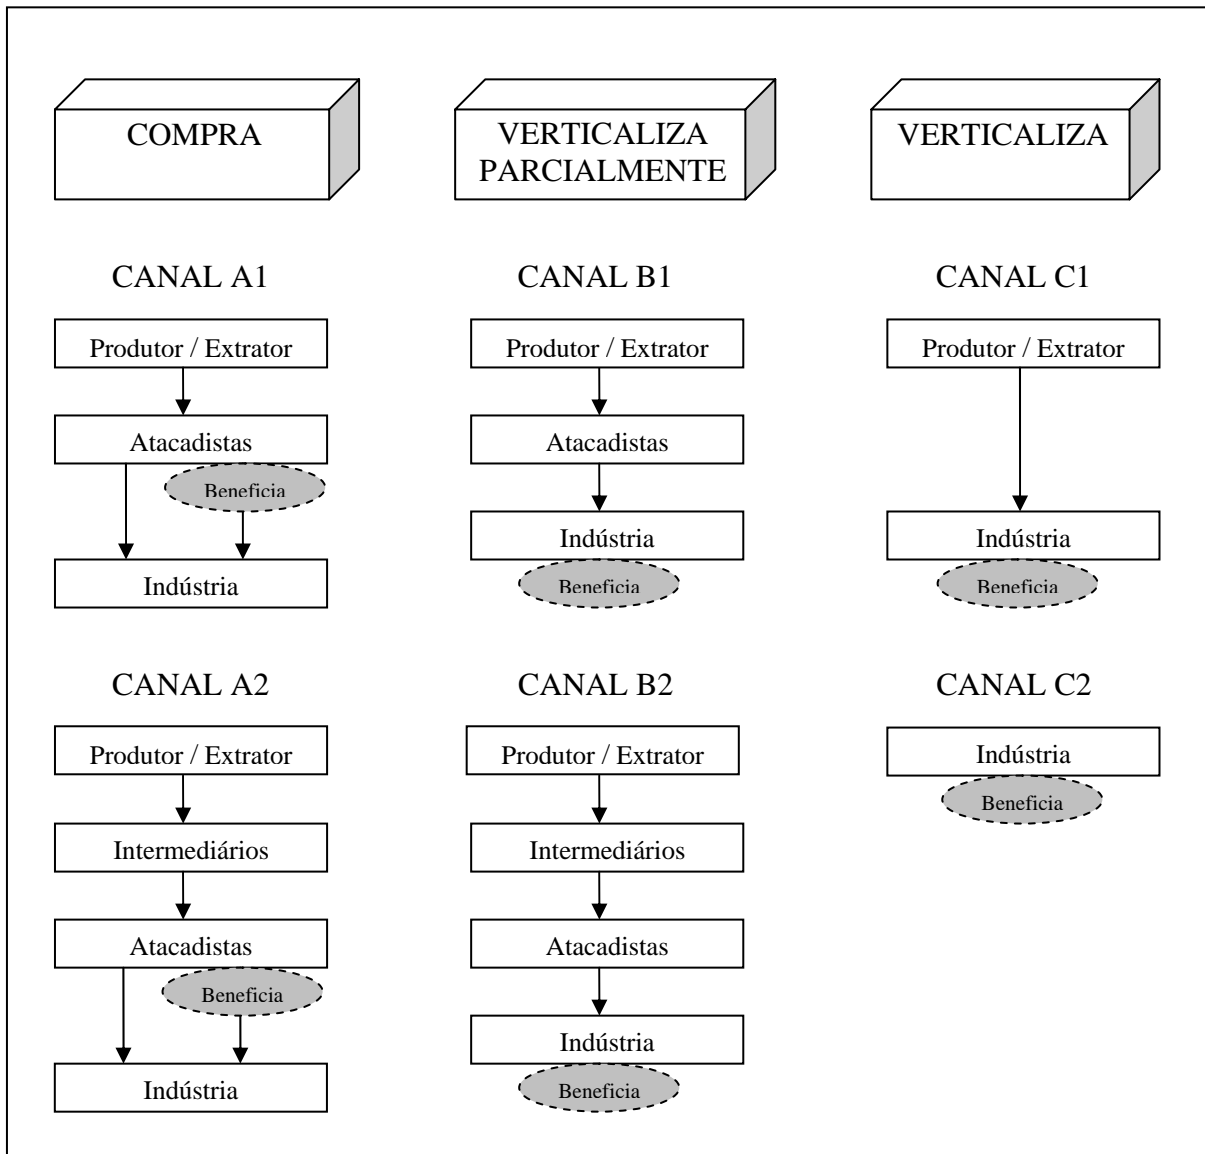 COMPRA
VERTICALIZA
PARCIALMENTE
VERTICALIZA
CANAL A1
Produtor / Extrator
Atacadistas
Beneficia
Indústria
CANAL B1
Produtor / Extrator
Atacadistas
Indústria
Beneficia
CANAL C1
Produtor / Extrator
Indústria
Beneficia
CANAL A2
Produtor / Extrator
Intermediários
Atacadistas
Beneficia
Indústria
CANAL B2
Produtor / Extrator
Intermediários
Atacadistas
Indústria
Beneficia
CANAL C2
Indústria
Beneficia